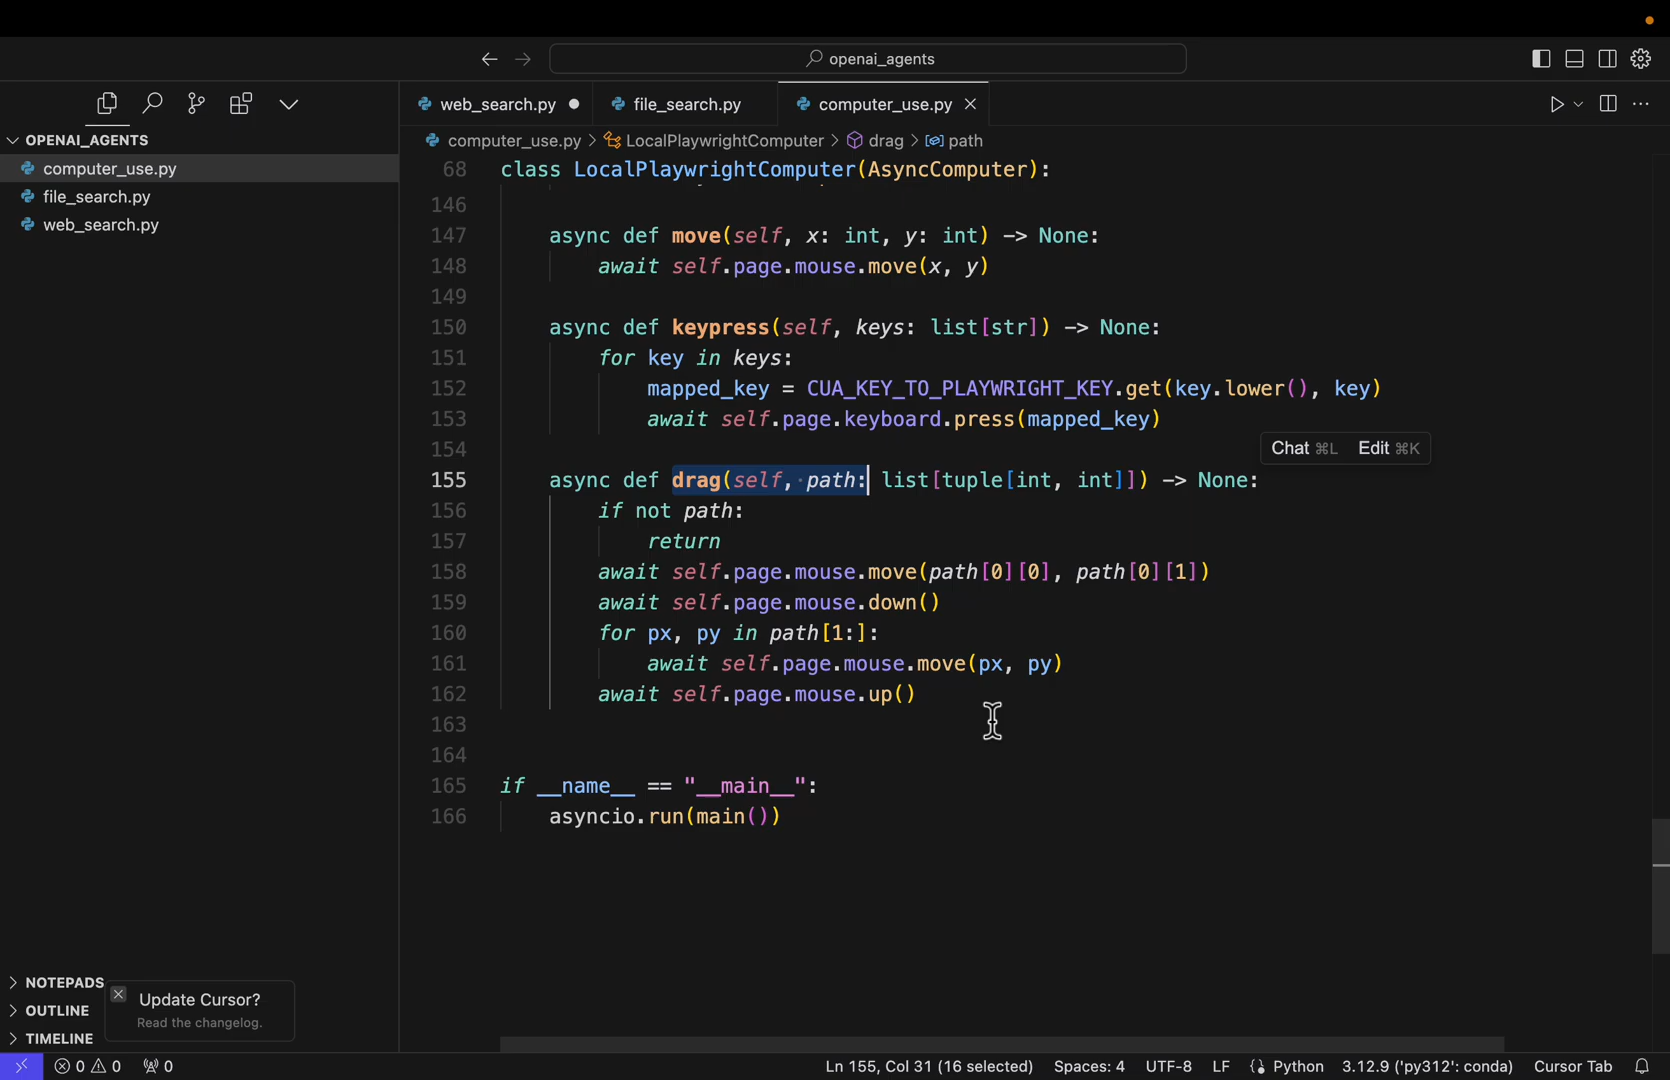 openai_agents
web_search.py
file_search.py
computer_use.py
OPENAI_AGENTS
computer_use.py
file_search.py
web_search.py
computer_use.py > LocalPlaywrightComputer > drag > path
68 class LocalPlaywrightComputer(AsyncComputer):
146
147 async def move(self, x: int, y: int) -> None:
148 await self.page.mouse.move(x, y)
149
150 async def keypress(self, keys: list[str]) -> None:
151 for key in keys:
152 mapped_key = CUA_KEY_TO_PLAYWRIGHT_KEY.get(key.lower(), key)
153 await self.page.keyboard.press(mapped_key)
154
Chat ⌘L Edit ⌘K
155 async def drag(self, path: list[tuple[int, int]]) -> None:
156 if not path:
157 return
158 await self.page.mouse.move(path[0][0], path[0][1])
159 await self.page.mouse.down()
160 for px, py in path[1:]:
161 await self.page.mouse.move(px, py)
162 await self.page.mouse.up()
163
164
165 if __name__ == "__main__":
166 asyncio.run(main())
NOTEPADS
OUTLINE
TIMELINE
Update Cursor?
Read the changelog.
0 0 0
Ln 155, Col 31 (16 selected) Spaces: 4 UTF-8 LF Python 3.12.9 ('py312': conda) Cursor Tab